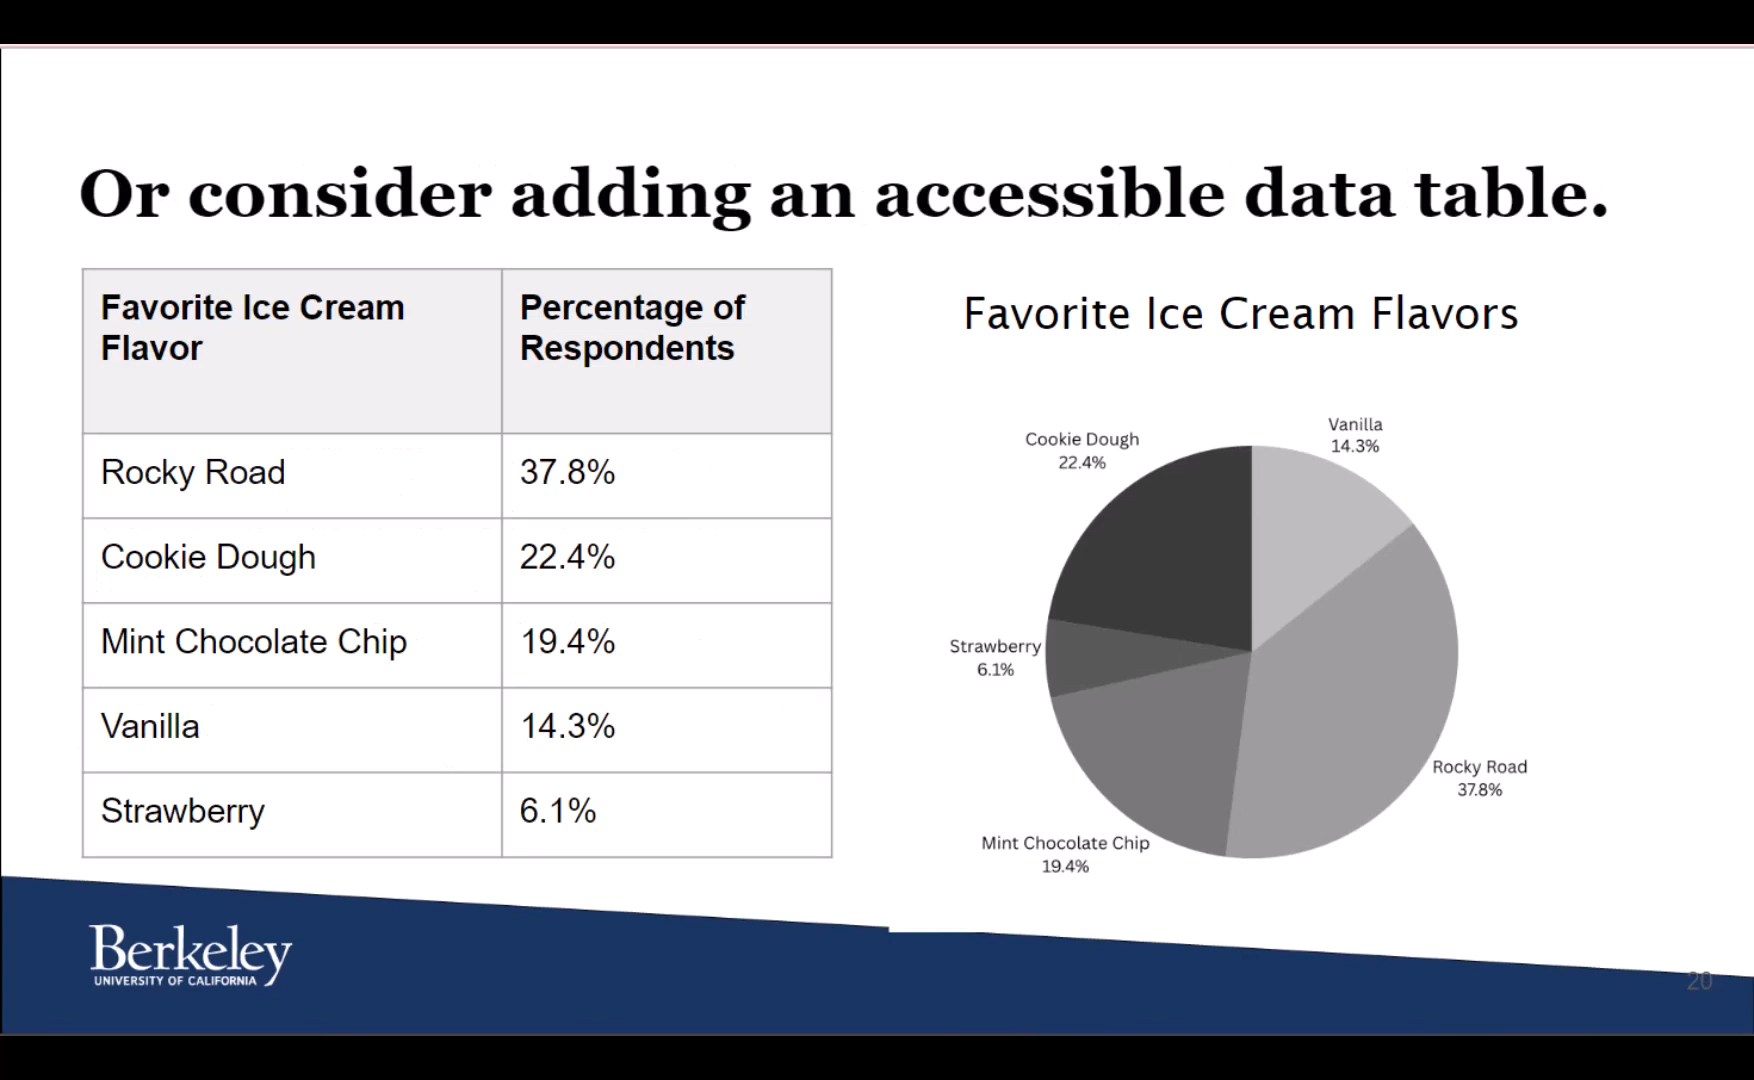 Or consider adding an accessible data table.
Favorite Ice Cream
Flavor
Percentage of
Respondents
Rocky Road
37.8%
Cookie Dough
22.4%
Mint Chocolate Chip
19.4%
Vanilla
14.3%
Strawberry
6.1%
Favorite Ice Cream Flavors
Vanilla
14.3%
Cookie Dough
22.4%
Strawberry
6.1%
Rocky Road
37.8%
Mint Chocolate Chip
19.4%
Berkeley
UNIVERSITY OF CALIFORNIA
20